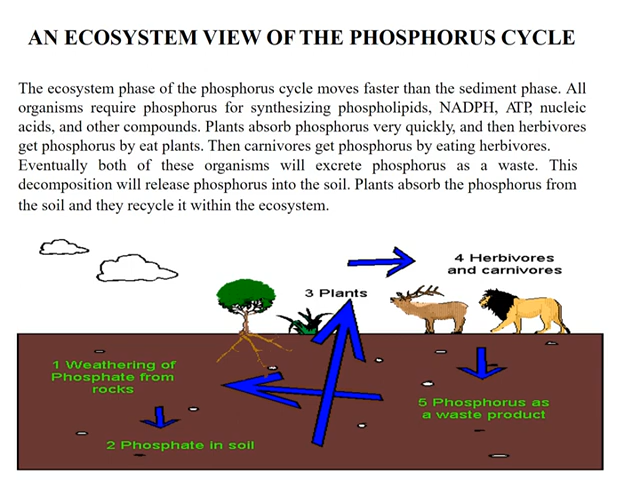 AN ECOSYSTEM VIEW OF THE PHOSPHORUS CYCLE
The ecosystem phase of the phosphorus cycle moves faster than the sediment phase. All
organisms require phosphorus for synthesizing phospholipids, NADPH, ATP, nucleic
acids, and other compounds. Plants absorb phosphorus very quickly, and then herbivores
get phosphorus by eat plants. Then carnivores get phosphorus by eating herbivores.
Eventually both of these organisms will excrete phosphorus as a waste. This
decomposition will release phosphorus into the soil. Plants absorb the phosphorus from
the soil and they recycle it within the ecosystem.
4 Herbivores
and carnivores
3 Plants
1 Weathering of
Phosphate from
rocks
5 Phosphorus as
a waste product
2 Phosphate in soil